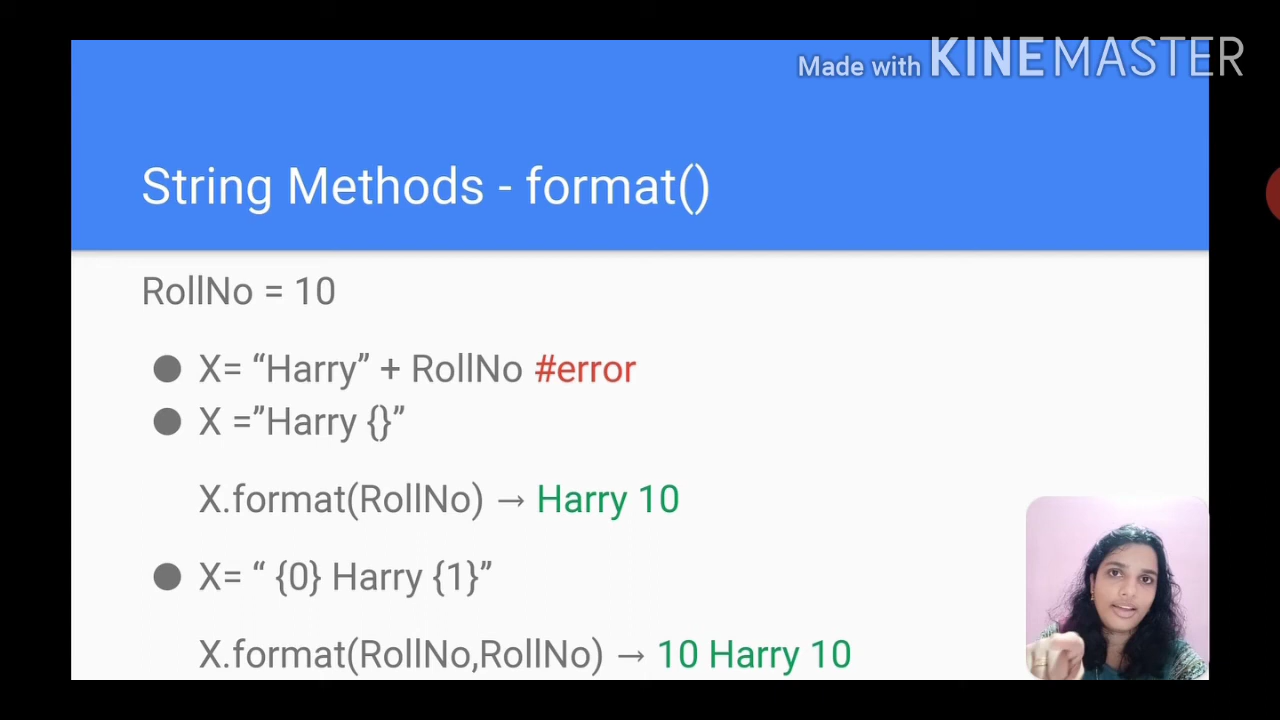 Made with KINEMASTER
String Methods - format()
RollNo = 10
● X= “Harry” + RollNo #error
● X =”Harry {}”
X.format(RollNo) → Harry 10
● X= “ {0} Harry {1}”
X.format(RollNo,RollNo) → 10 Harry 10